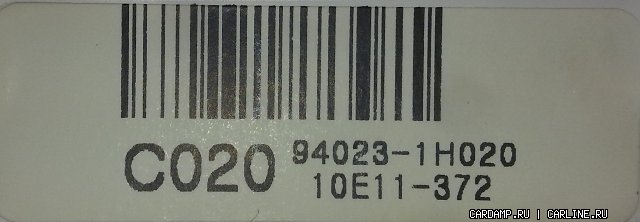 C020 94023-1H020
10E11-372
CARDAMP.RU | CARLINE.RU